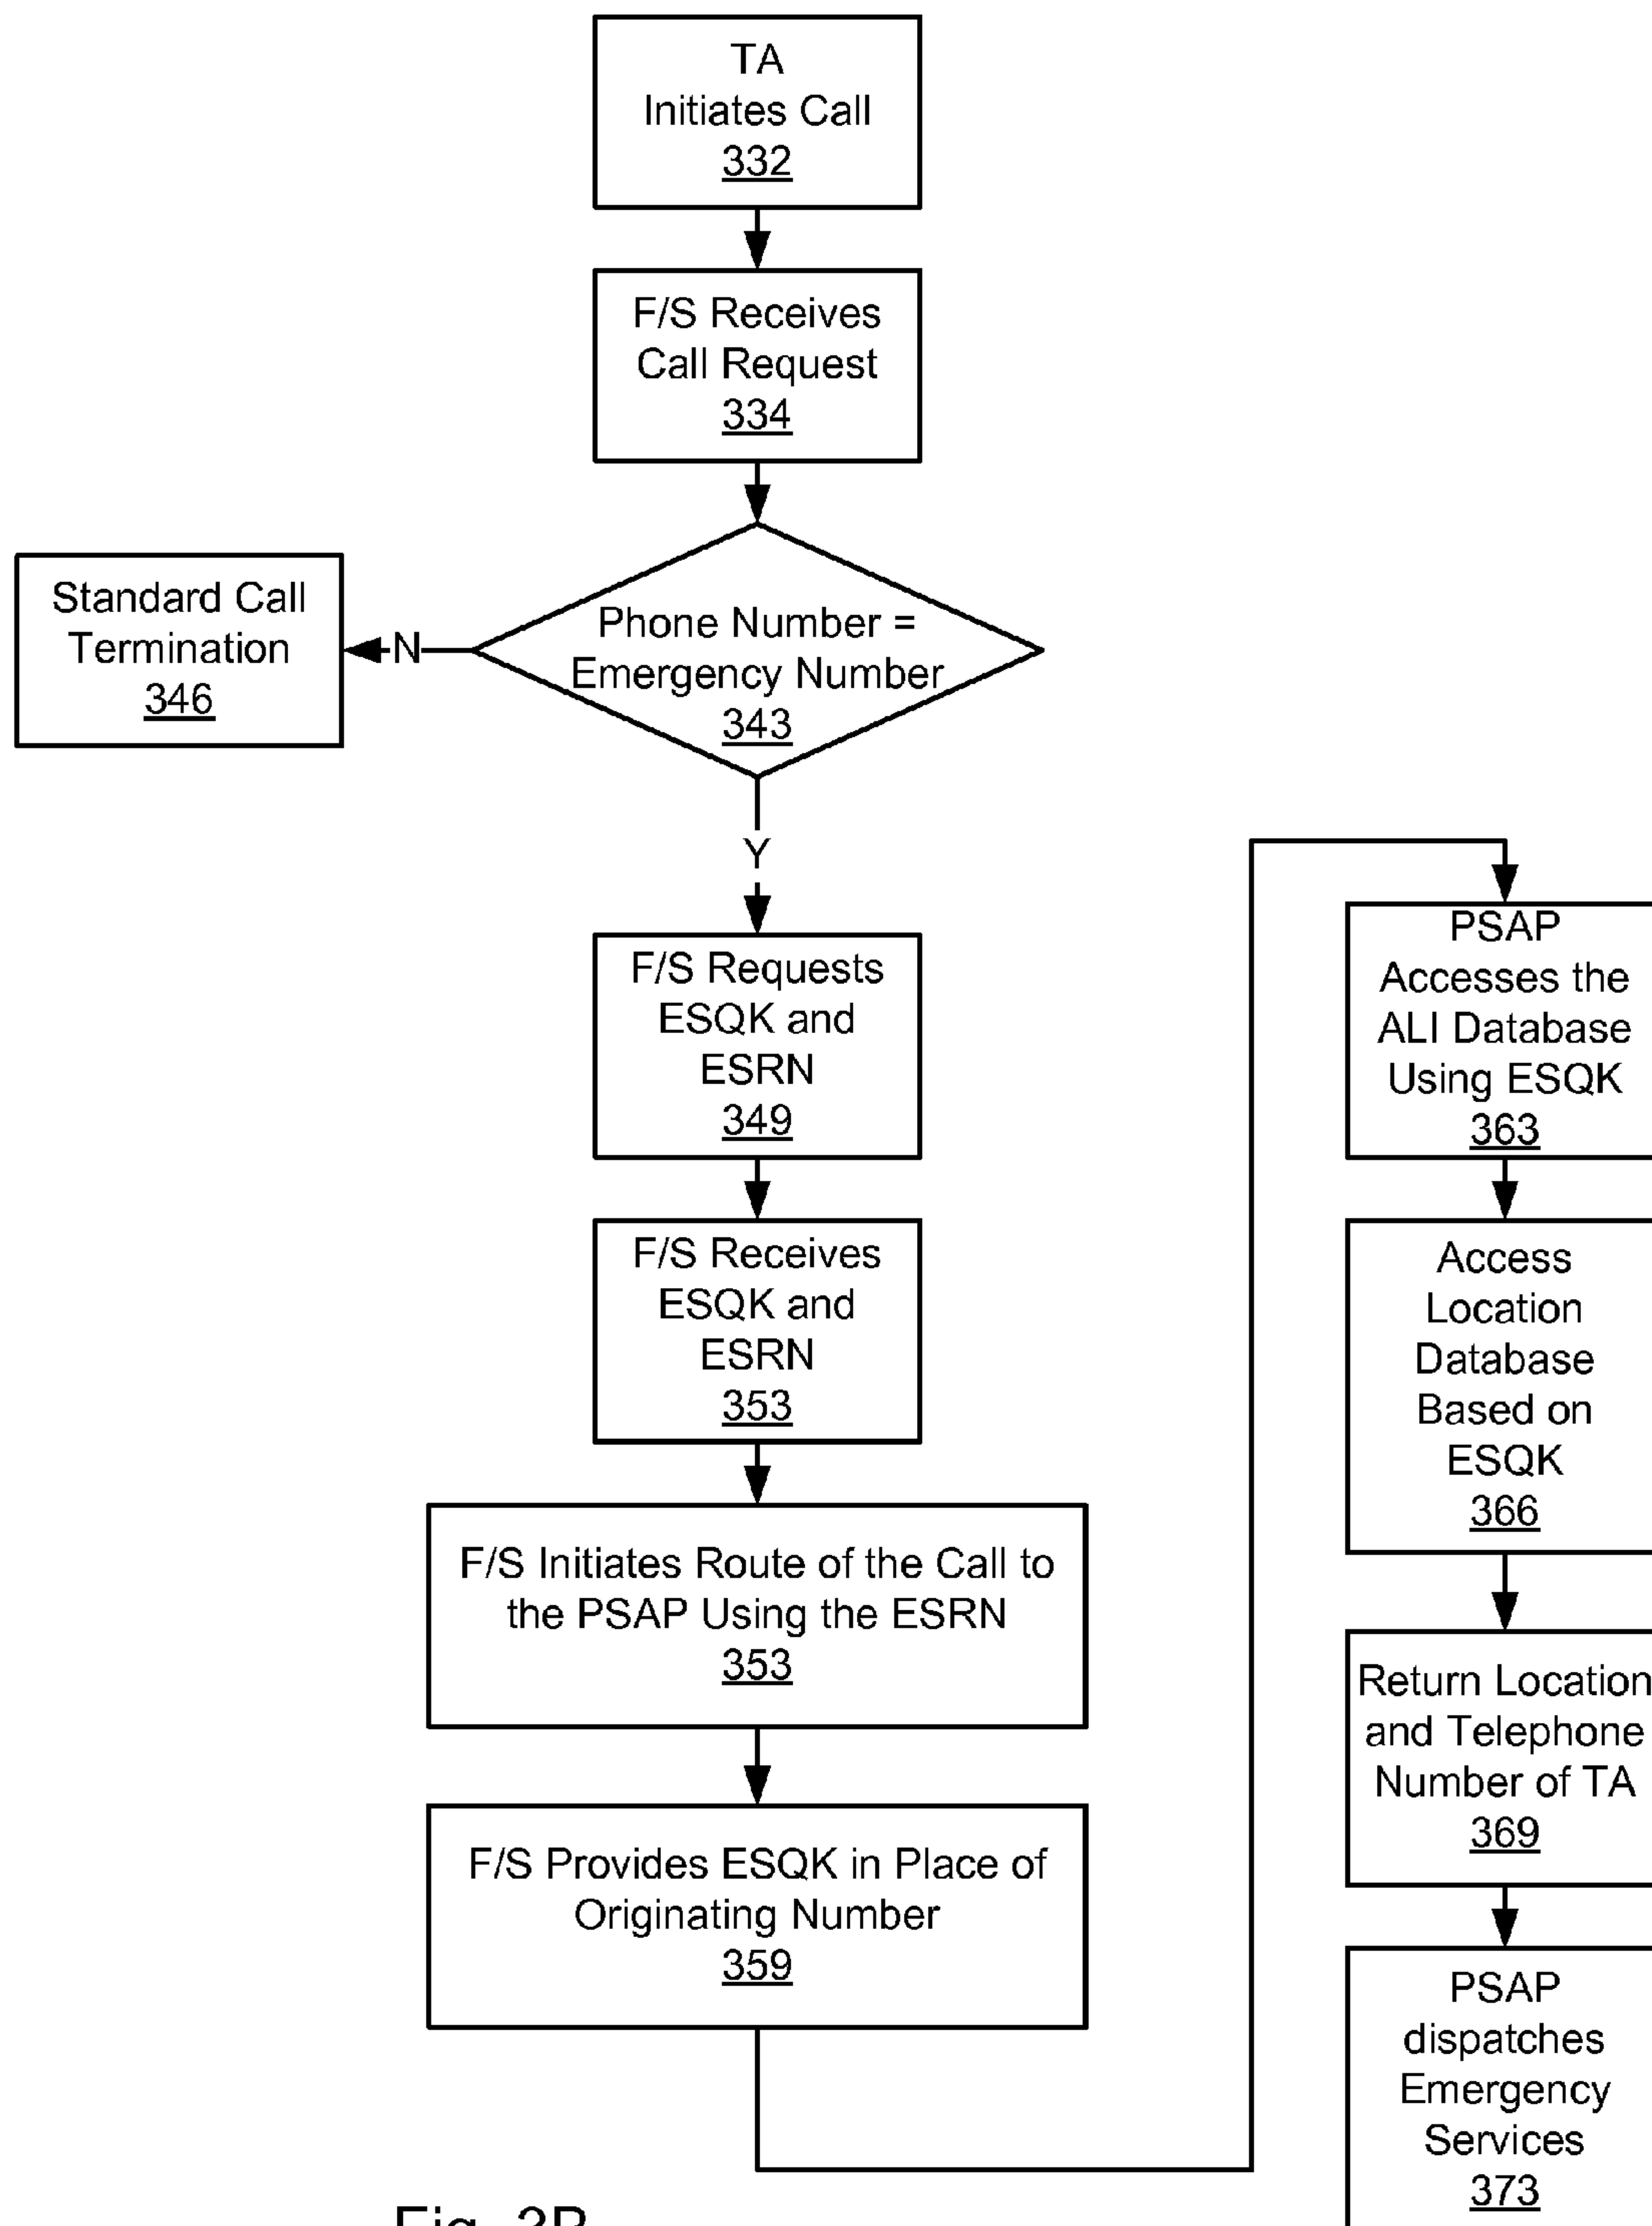 TA
Initiates Call
332
F/S Receives
Call Request
334
Phone Number =
Emergency Number
343
N
Standard Call
Termination
346
Y
F/S Requests
ESQK and
ESRN
349
F/S Receives
ESQK and
ESRN
353
F/S Initiates Route of the Call to
the PSAP Using the ESRN
353
F/S Provides ESQK in Place of
Originating Number
359
PSAP
Accesses the
ALI Database
Using ESQK
363
Access
Location
Database
Based on
ESQK
366
Return Location
and Telephone
Number of TA
369
PSAP
dispatches
Emergency
Services
373
Fig.